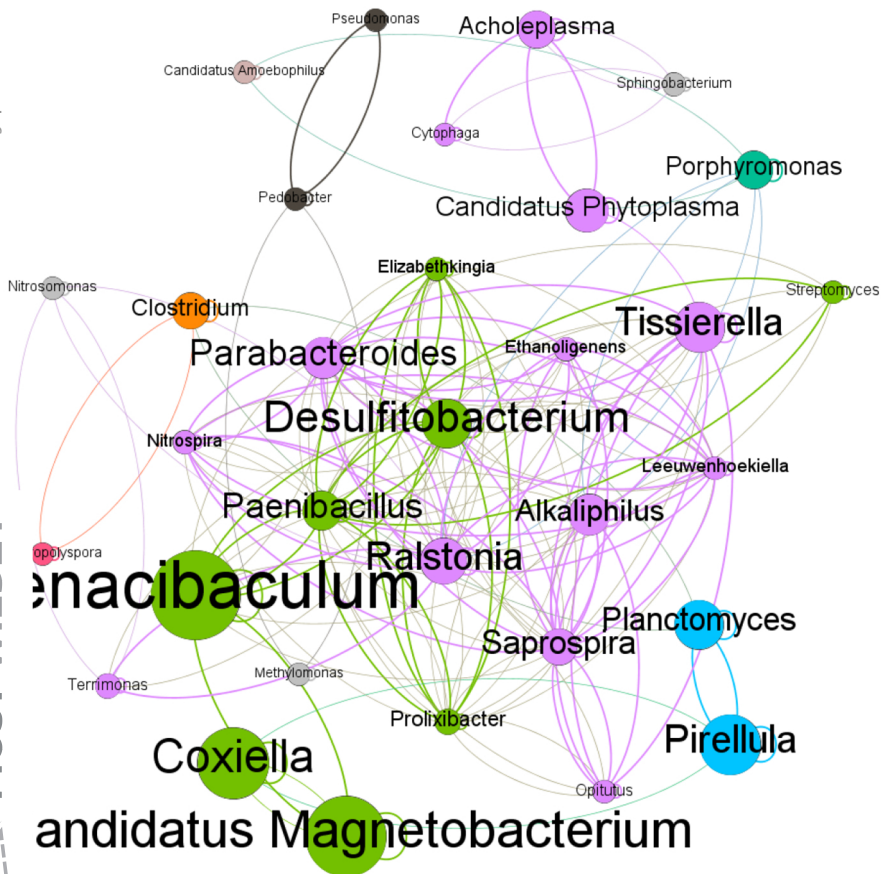 Pseudomonas
Acholeplasma
Candidatus Amoebophilus
Sphingobacterium
Cytophaga
Porphyromonas
Pedobacter
Candidatus Phytoplasma
Elizabethkingia
Nitrosomonas
Streptomyces
Clostridium
Tissierella
Parabacteroides
Ethanoligenens
Desulfitobacterium
Nitrospira
Leeuwenhoekiella
Paenibacillus
Alkaliphilus
opolyspora
Ralstonia
enacibaculum
Planctomyces
Saprospira
Methylomonas
Terrimonas
Prolixibacter
Pirellula
Coxiella
Opitutus
andidatus Magnetobacterium